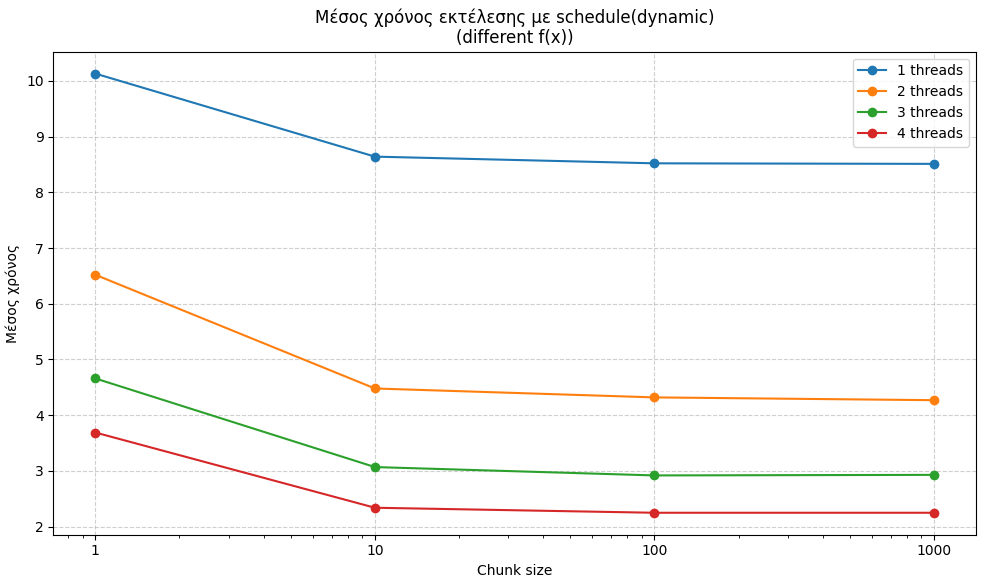 Μέσος χρόνος εκτέλεσης με schedule(dynamic)
(different f(x))
1 threads
2 threads
3 threads
4 threads
Μέσος χρόνος
10
9
8
7
6
5
4
3
2
1
10
100
1000
Chunk size